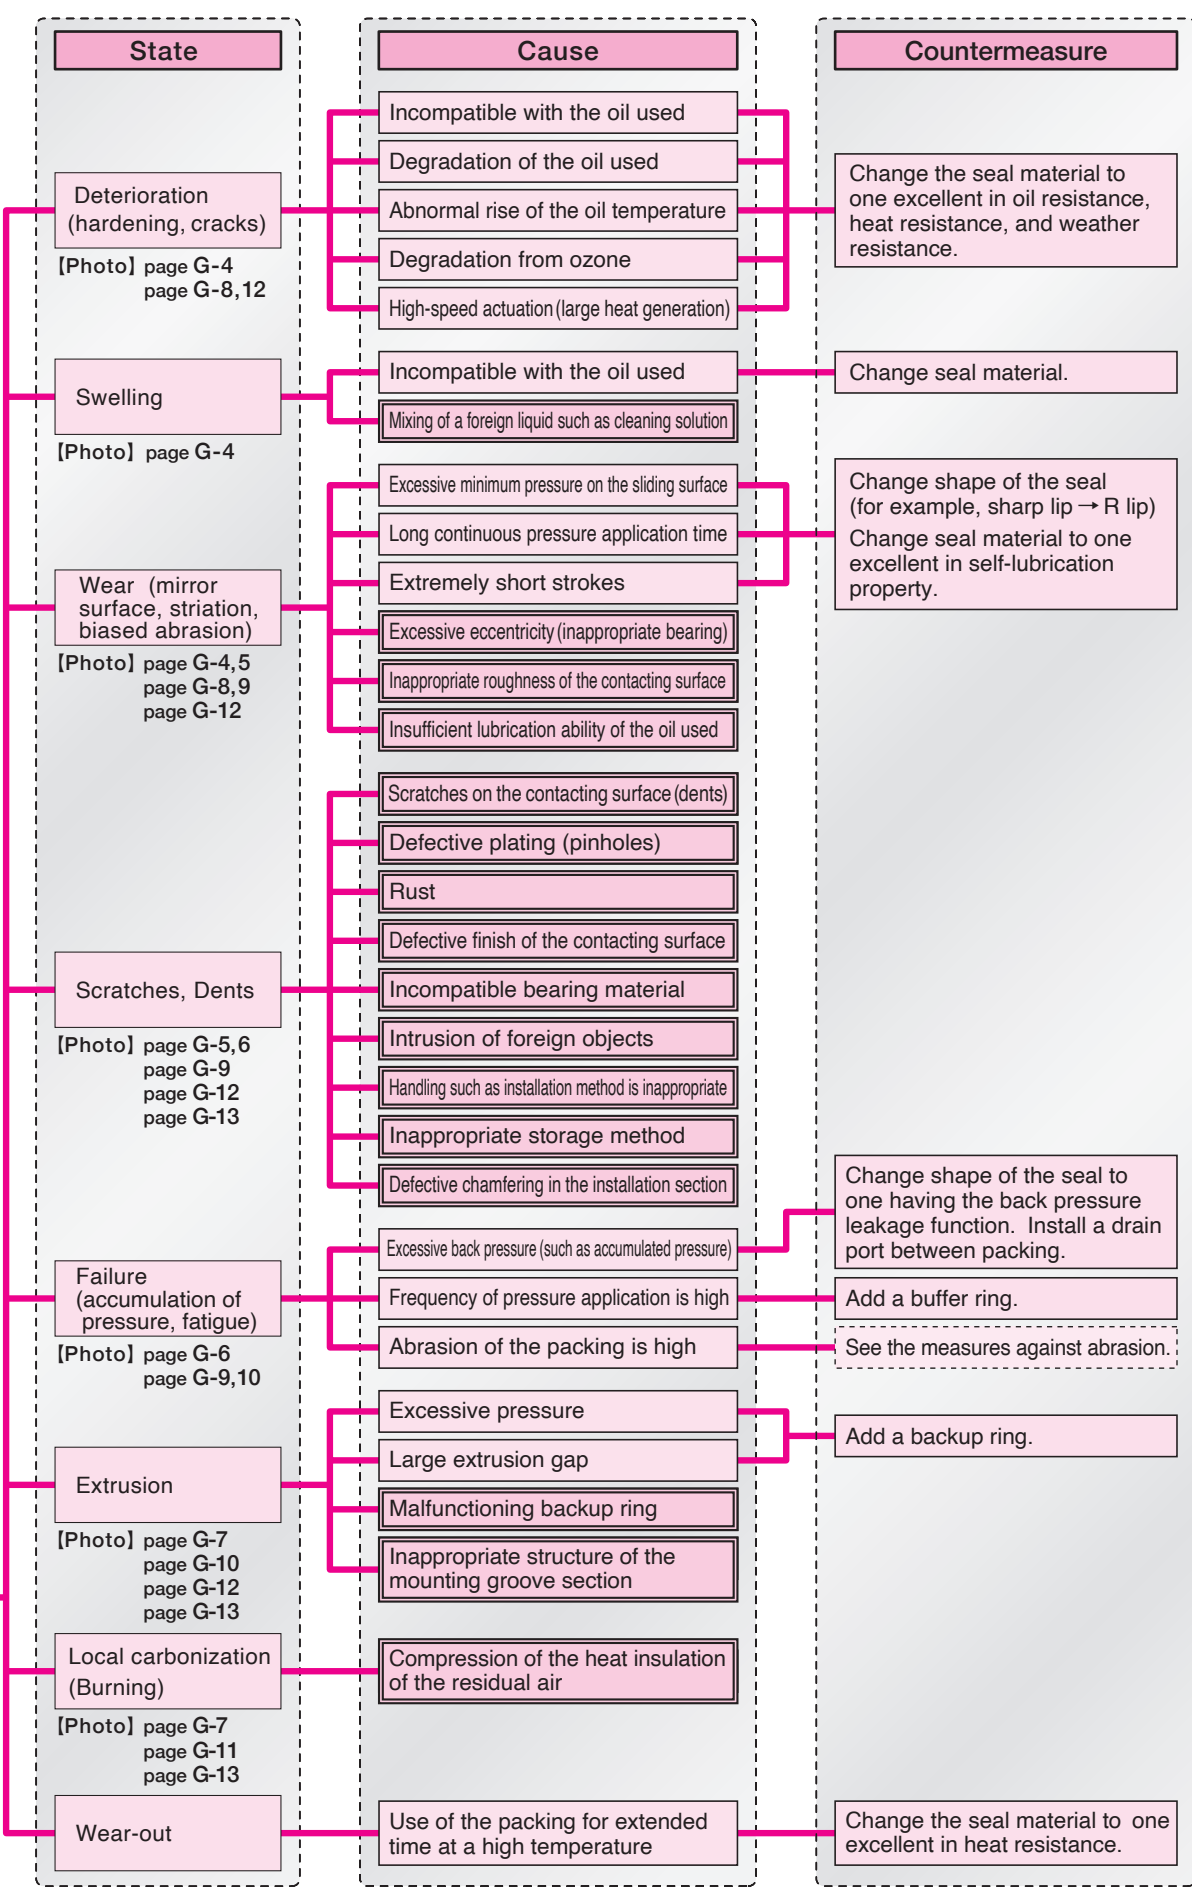 State
Cause
Countermeasure
Deterioration
(hardening, cracks)
【Photo】 page G-4
page G-8,12
Incompatible with the oil used
Degradation of the oil used
Abnormal rise of the oil temperature
Degradation from ozone
High-speed actuation (large heat generation)
Change the seal material to
one excellent in oil resistance,
heat resistance, and weather
resistance.
Swelling
【Photo】 page G-4
Incompatible with the oil used
Mixing of a foreign liquid such as cleaning solution
Change seal material.
Wear (mirror
surface, striation,
biased abrasion)
【Photo】 page G-4,5
page G-8,9
page G-12
Excessive minimum pressure on the sliding surface
Long continuous pressure application time
Extremely short strokes
Excessive eccentricity (inappropriate bearing)
Inappropriate roughness of the contacting surface
Insufficient lubrication ability of the oil used
Change shape of the seal
(for example, sharp lip → R lip)
Change seal material to one
excellent in self-lubrication
property.
Scratches, Dents
【Photo】 page G-5,6
page G-9
page G-12
page G-13
Scratches on the contacting surface (dents)
Defective plating (pinholes)
Rust
Defective finish of the contacting surface
Incompatible bearing material
Intrusion of foreign objects
Handling such as installation method is inappropriate
Inappropriate storage method
Defective chamfering in the installation section
Failure
(accumulation of
pressure, fatigue)
【Photo】 page G-6
page G-9,10
Excessive back pressure (such as accumulated pressure)
Frequency of pressure application is high
Abrasion of the packing is high
Change shape of the seal to
one having the back pressure
leakage function. Install a drain
port between packing.
Add a buffer ring.
See the measures against abrasion.
Extrusion
【Photo】 page G-7
page G-10
page G-12
page G-13
Excessive pressure
Large extrusion gap
Malfunctioning backup ring
Inappropriate structure of the
mounting groove section
Add a backup ring.
Local carbonization
(Burning)
【Photo】 page G-7
page G-11
page G-13
Compression of the heat insulation
of the residual air
Wear-out
Use of the packing for extended
time at a high temperature
Change the seal material to one
excellent in heat resistance.